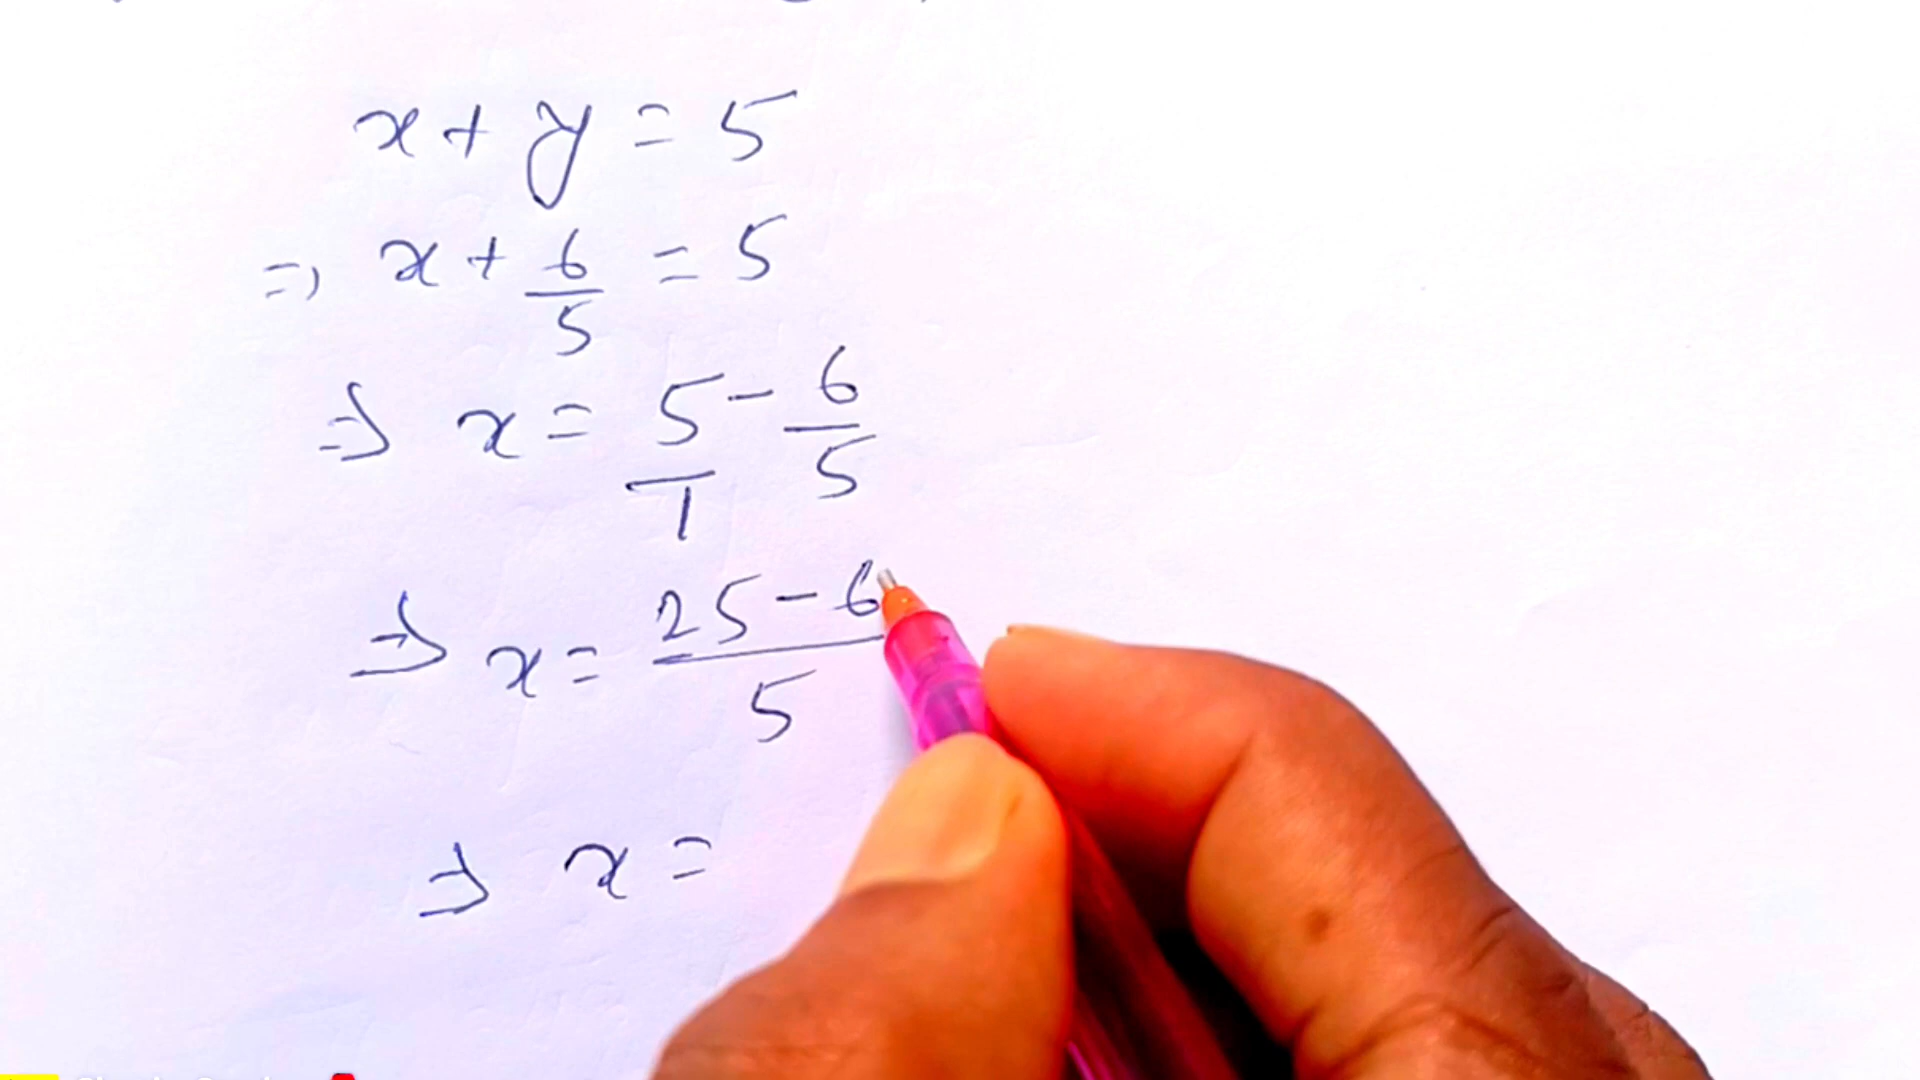 x + y = 5
=> x + 6/5 = 5
=> x = 5/1 - 6/5
=> x = 25 - 6/5
=> x =